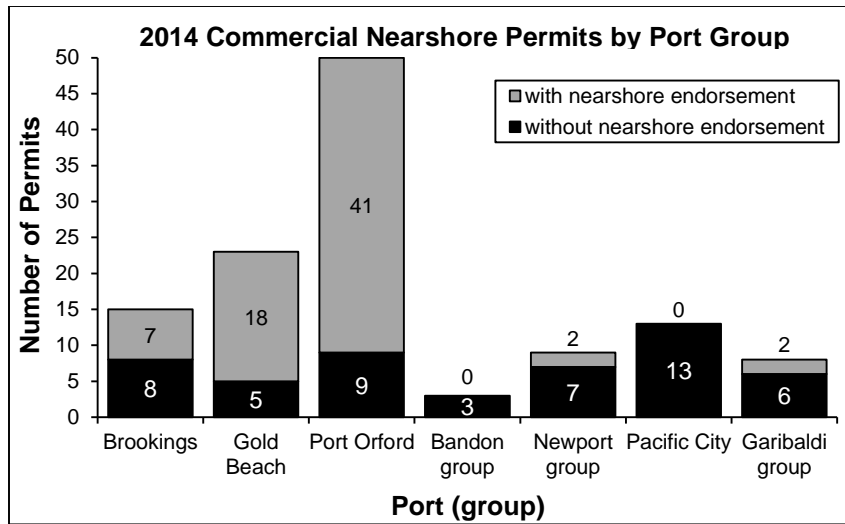 2014 Commercial Nearshore Permits by Port Group
with nearshore endorsement
without nearshore endorsement
Number of Permits
50
45
40
35
30
25
20
15
10
5
0
7
8
18
5
41
9
0
3
2
7
0
13
2
6
Brookings
Gold
Beach
Port Orford
Bandon
group
Newport
group
Pacific City
Garibaldi
group
Port (group)